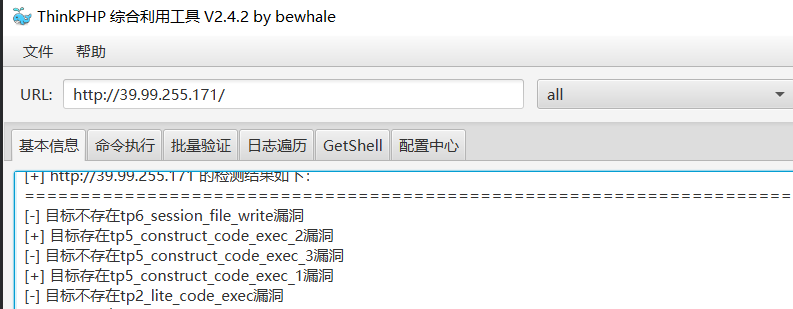 ThinkPHP 综合利用工具 V2.4.2 by bewhale
文件 帮助
URL: http://39.99.255.171/ all
基本信息 命令执行 批量验证 日志遍历 GetShell 配置中心
[+] http://39.99.255.171 的检测结果如下:
======================================================================
[-] 目标不存在tp6_session_file_write漏洞
[+] 目标存在tp5_construct_code_exec_2漏洞
[-] 目标不存在tp5_construct_code_exec_3漏洞
[+] 目标存在tp5_construct_code_exec_1漏洞
[-] 目标不存在tp2_lite_code_exec漏洞